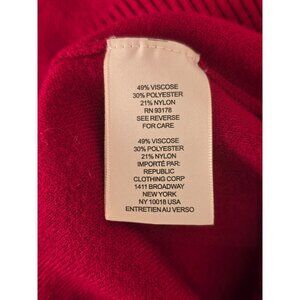 49% VISCOSE
30% POLYESTER
21% NYLON
RN 93178
SEE REVERSE
FOR CARE
49% VISCOSE
30% POLYESTER
21% NYLON
IMPORTÉ PAR:
REPUBLIC
CLOTHING CORP
1411 BROADWAY
NEW YORK
NY 10018 USA
ENTRETIEN AU VERSO